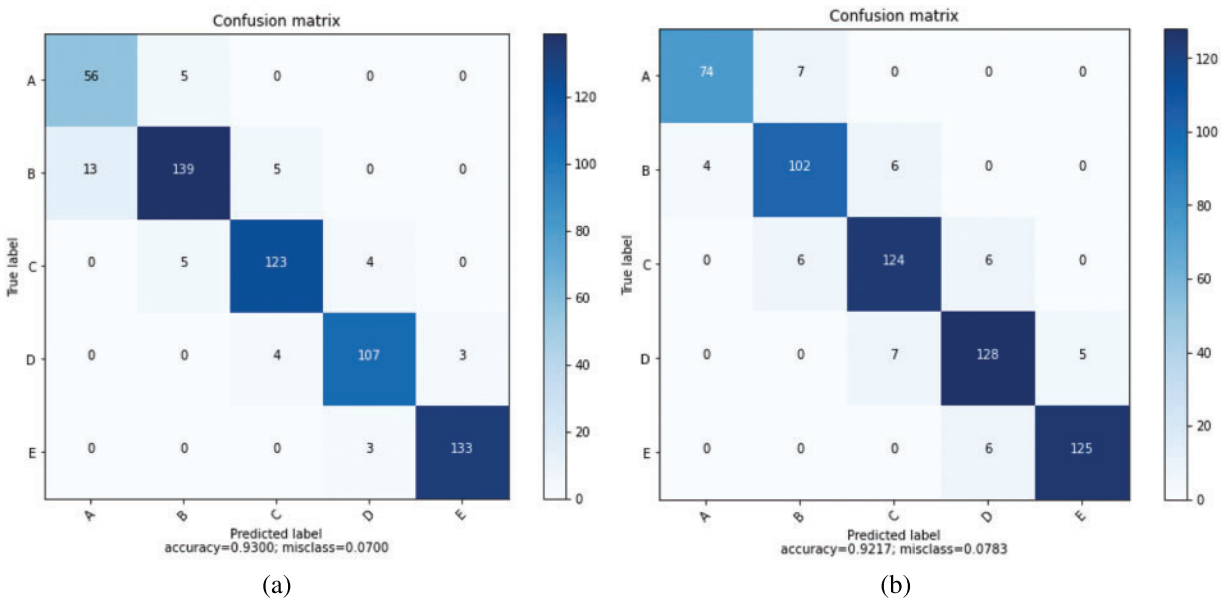 Confusion matrix
A 56 5 0 0 0
B 13 139 5 0 0
C 0 5 123 4 0
D 0 0 4 107 3
E 0 0 0 3 133
A B C D E
True label
Predicted label
accuracy=0.9300; misclass=0.0700
120
100
80
60
40
20
0
(a)
Confusion matrix
A 74 7 0 0 0
B 4 102 6 0 0
C 0 6 124 6 0
D 0 0 7 128 5
E 0 0 0 6 125
A B C D E
True label
Predicted label
accuracy=0.9217; misclass=0.0783
120
100
80
60
40
20
0
(b)